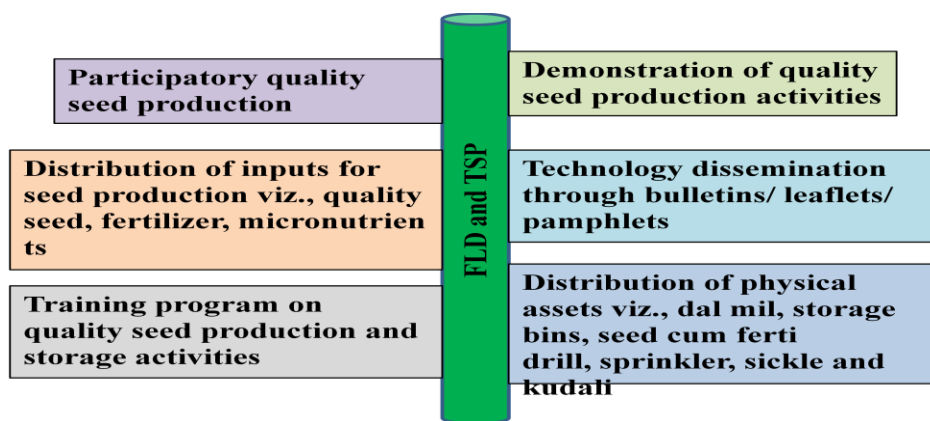 Participatory quality
seed production
Distribution of inputs for
seed production viz., quality
seed, fertilizer, micronutrien
ts
Training program on
quality seed production and
storage activities
FLD and TSP
Demonstration of quality
seed production activities
Technology dissemination
through bulletins/ leaflets/
pamphlets
Distribution of physical
assets viz., dal mil, storage
bins, seed cum ferti
drill, sprinkler, sickle and
kudali